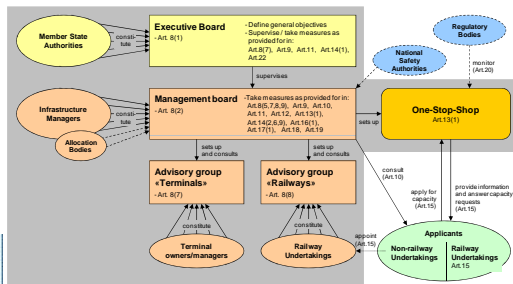 Member State
Authorities
consti-
tute
Executive Board
- Art. 8(1)
-Define general objectives
-Supervise / take measures as
provided for in:
Art.8(7), Art.9, Art.11, Art.14(1),
Art.22
National
Safety
Authorities
Regulatory
Bodies
monitor
(Art.20)
supervises
Infrastructure
Managers
Allocation
Bodies
consti-
tute
Management board
- Art. 8(2)
-Take measures as provided for in:
Art.8(5,7,8,9), Art.9, Art.10,
Art.11, Art.12, Art.13(1),
Art.14(2,6,9), Art.16(1),
Art.17(1), Art.18, Art.19
sets up
One-Stop-Shop
Art.13(1)
sets up
and consults
sets up
and consults
Advisory group
«Terminals»
- Art. 8(7)
Advisory group
«Railways»
- Art. 8(8)
consult
(Art.10)
apply for
capacity
(Art.15)
provide information
and answer capacity
requests
(Art.15)
constitute
constitute
Terminal
owners/managers
Railway
Undertakings
appoint
(Art.15)
Applicants
Non-railway
Undertakings
Railway
Undertakings
Art.15